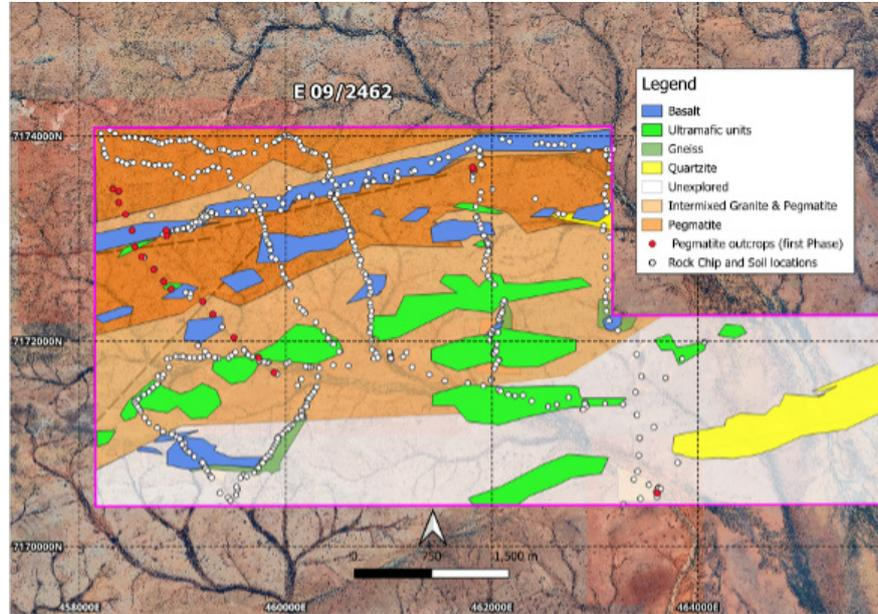 E 09/2462
Legend
Basalt
Ultramafic units
Gneiss
Quartzite
Unexplored
Intermixed Granite & Pegmatite
Pegmatite
Pegmatite outcrops (first Phase)
Rock Chip and Soil locations
7174000N
7172000N
7170000N
0 750 1,500 m
458000E 460000E 462000E 464000E